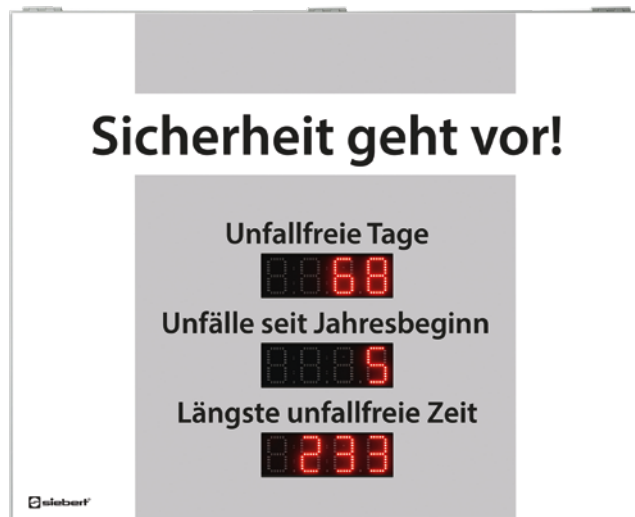 Sicherheit geht vor!
Unfallfreie Tage
68
Unfälle seit Jahresbeginn
5
Längste unfallfreie Zeit
233
siebert